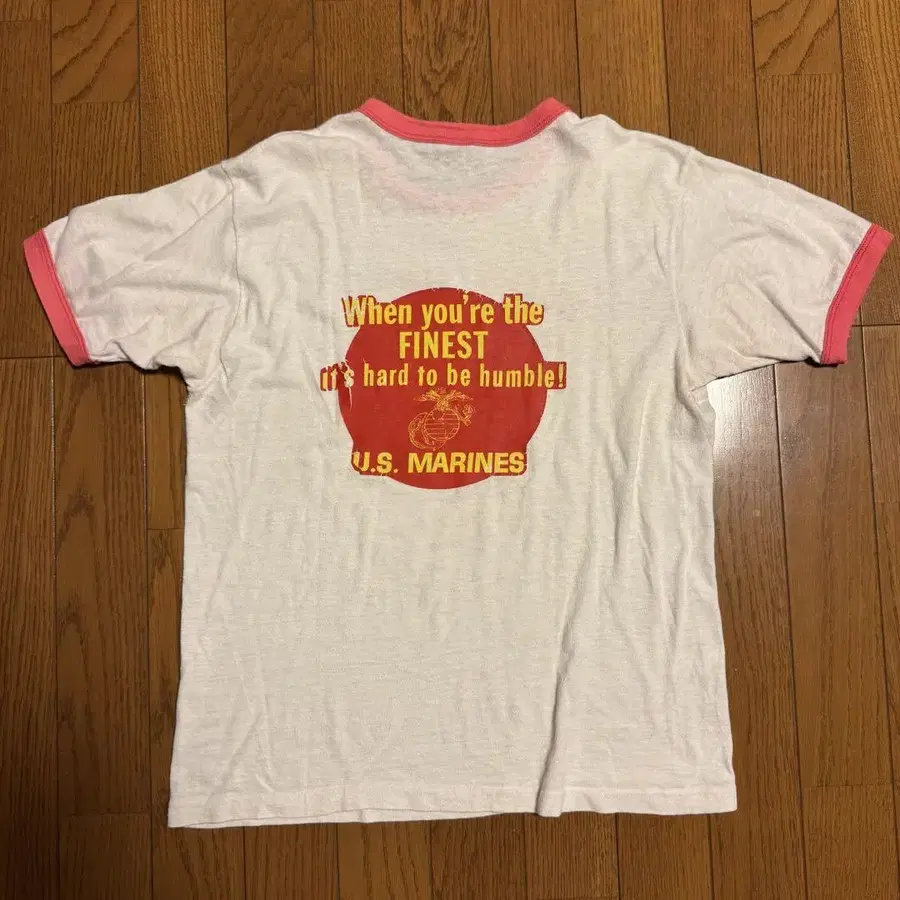 When you're the
FINEST
it's hard to be humble!
U.S. MARINES